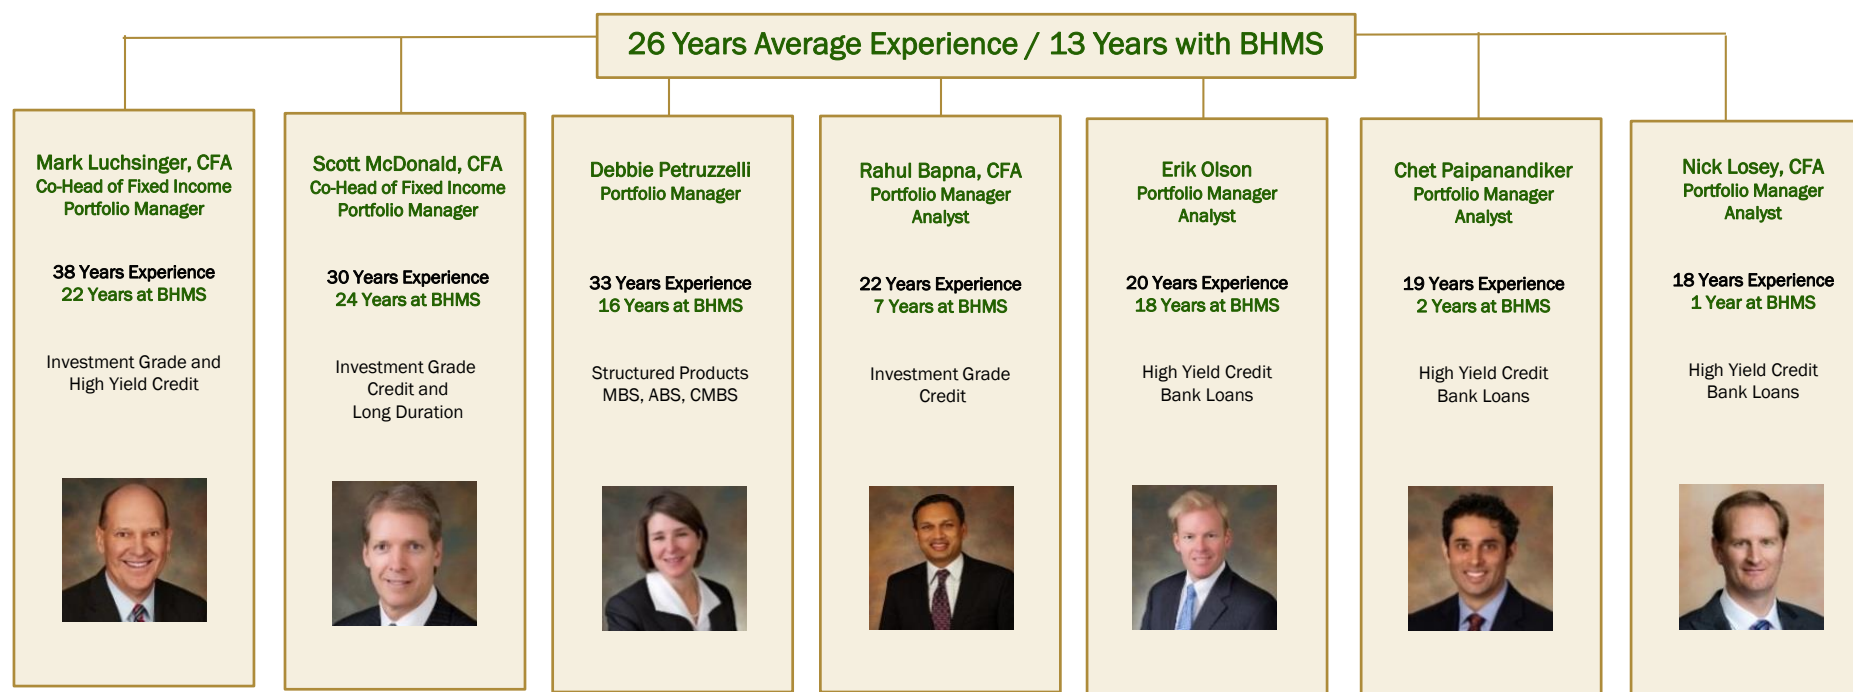 26 Years Average Experience / 13 Years with BHMS
Mark Luchsinger, CFA
Co-Head of Fixed Income
Portfolio Manager
38 Years Experience
22 Years at BHMS
Investment Grade and
High Yield Credit
Scott McDonald, CFA
Co-Head of Fixed Income
Portfolio Manager
30 Years Experience
24 Years at BHMS
Investment Grade
Credit and
Long Duration
Debbie Petruzzelli
Portfolio Manager
33 Years Experience
16 Years at BHMS
Structured Products
MBS, ABS, CMBS
Rahul Bapna, CFA
Portfolio Manager
Analyst
22 Years Experience
7 Years at BHMS
Investment Grade
Credit
Erik Olson
Portfolio Manager
Analyst
20 Years Experience
18 Years at BHMS
High Yield Credit
Bank Loans
Chet Paipanandiker
Portfolio Manager
Analyst
19 Years Experience
2 Years at BHMS
High Yield Credit
Bank Loans
Nick Losey, CFA
Portfolio Manager
Analyst
18 Years Experience
1 Year at BHMS
High Yield Credit
Bank Loans